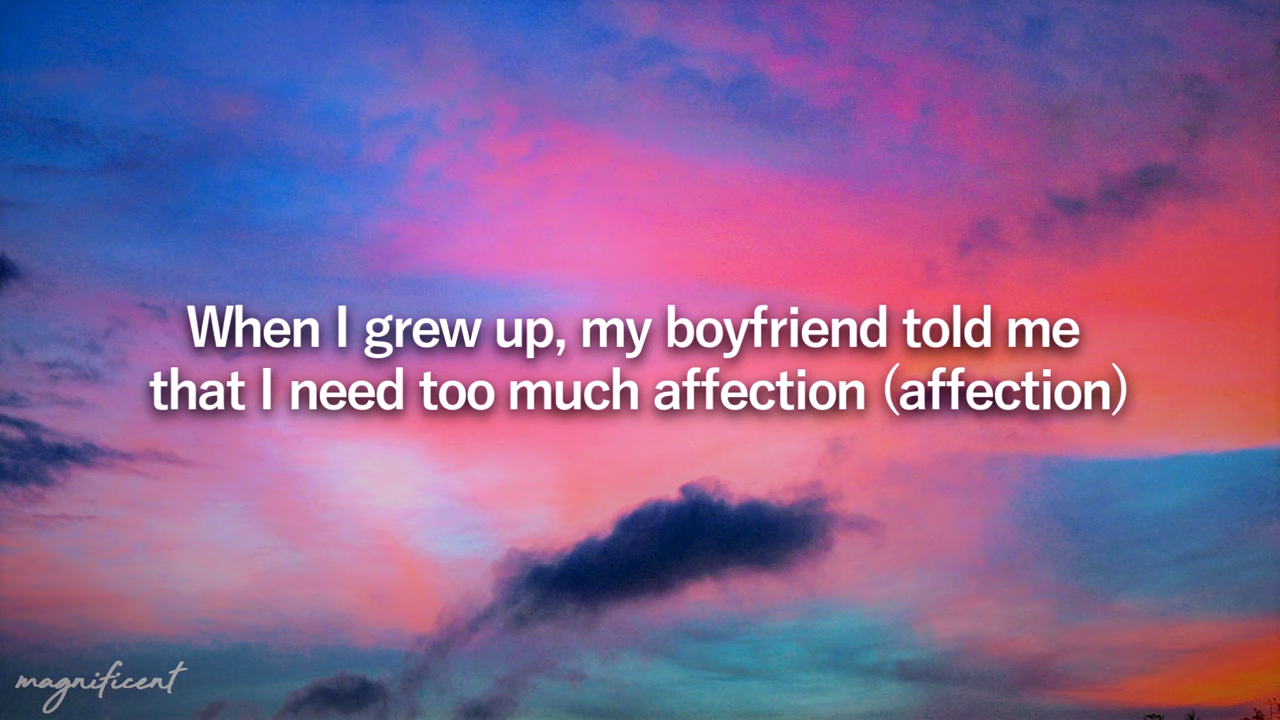 When I grew up, my boyfriend told me
that I need too much affection (affection)
magnificent